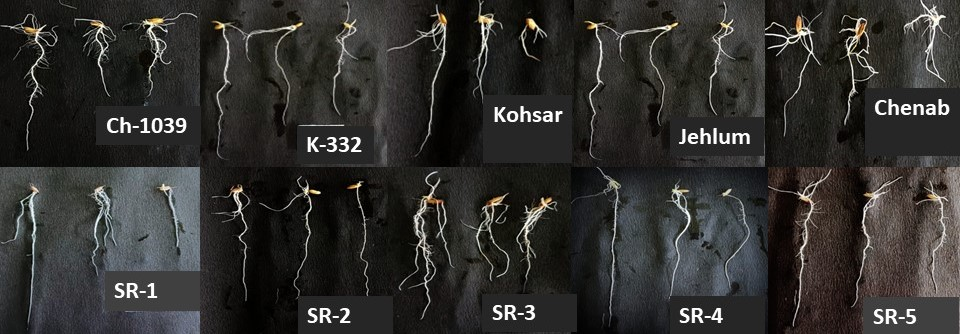 Ch-1039
K-332
Kohsar
Jehlum
Chenab
SR-1
SR-2
SR-3
SR-4
SR-5